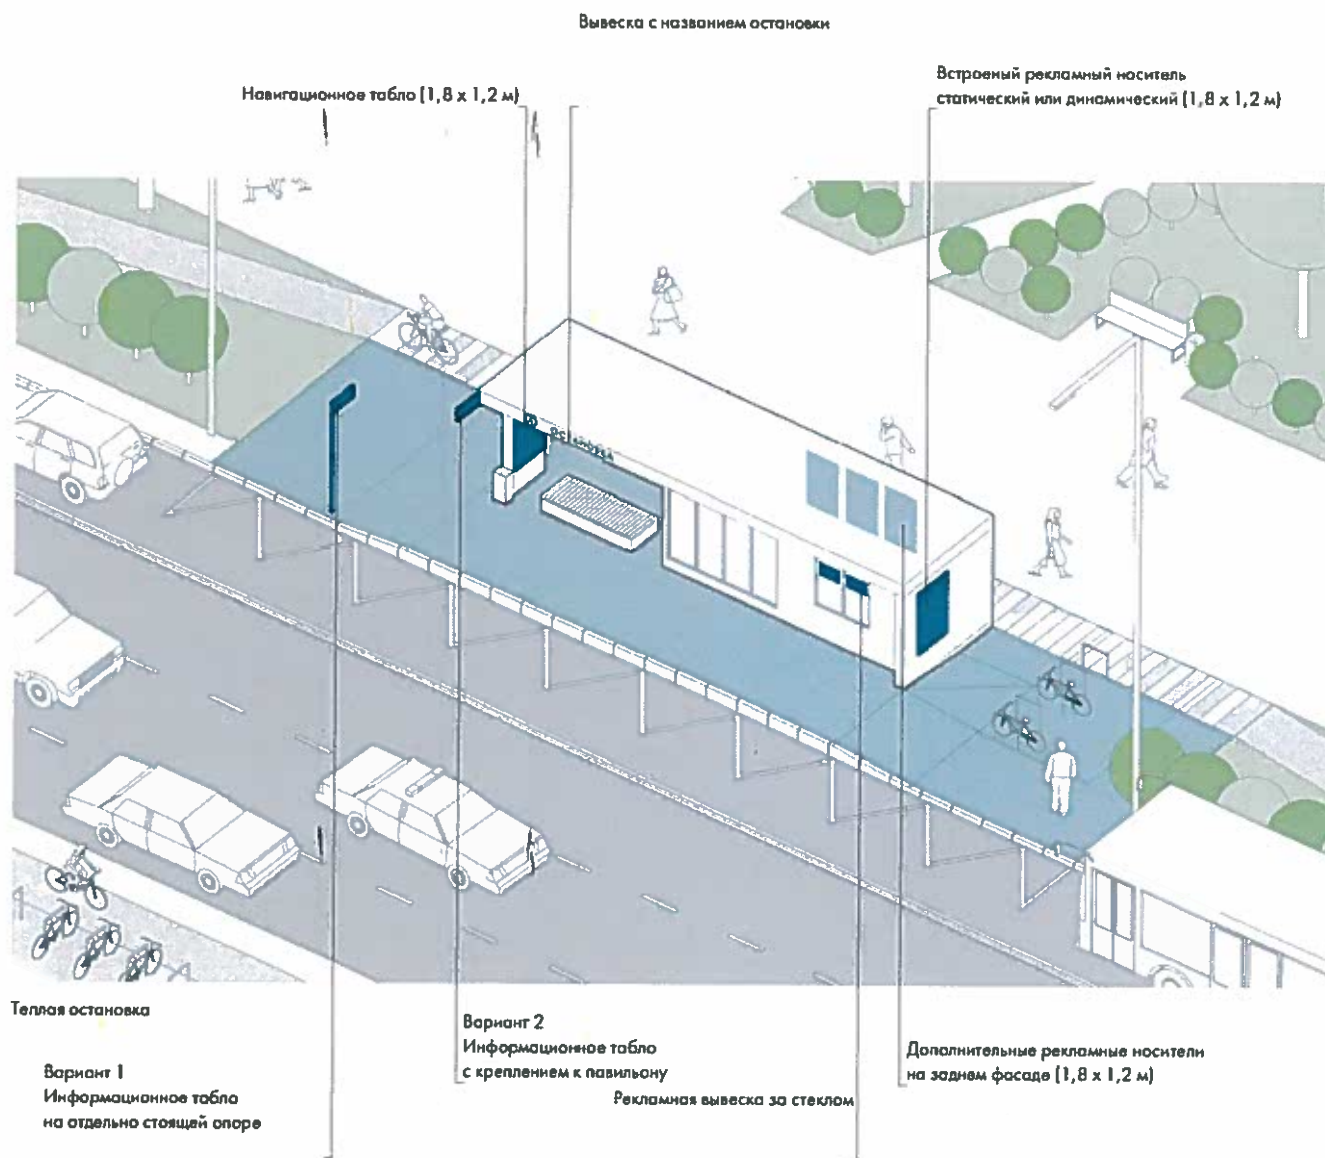 Вывеска с названием остановки
Навигационное табло (1,8 х 1,2 м)
Встроеный рекламный носитель
статический или динамический (1,8 х 1,2 м)
Теплая остановка
Вариант 1
Информационное табло
на отдельно стоящей опоре
Вариант 2
Информационное табло
с креплением к павильону
Рекламная вывеска за стеклом
Дополнительные рекламные носители
на заднем фасаде (1,8 х 1,2 м)